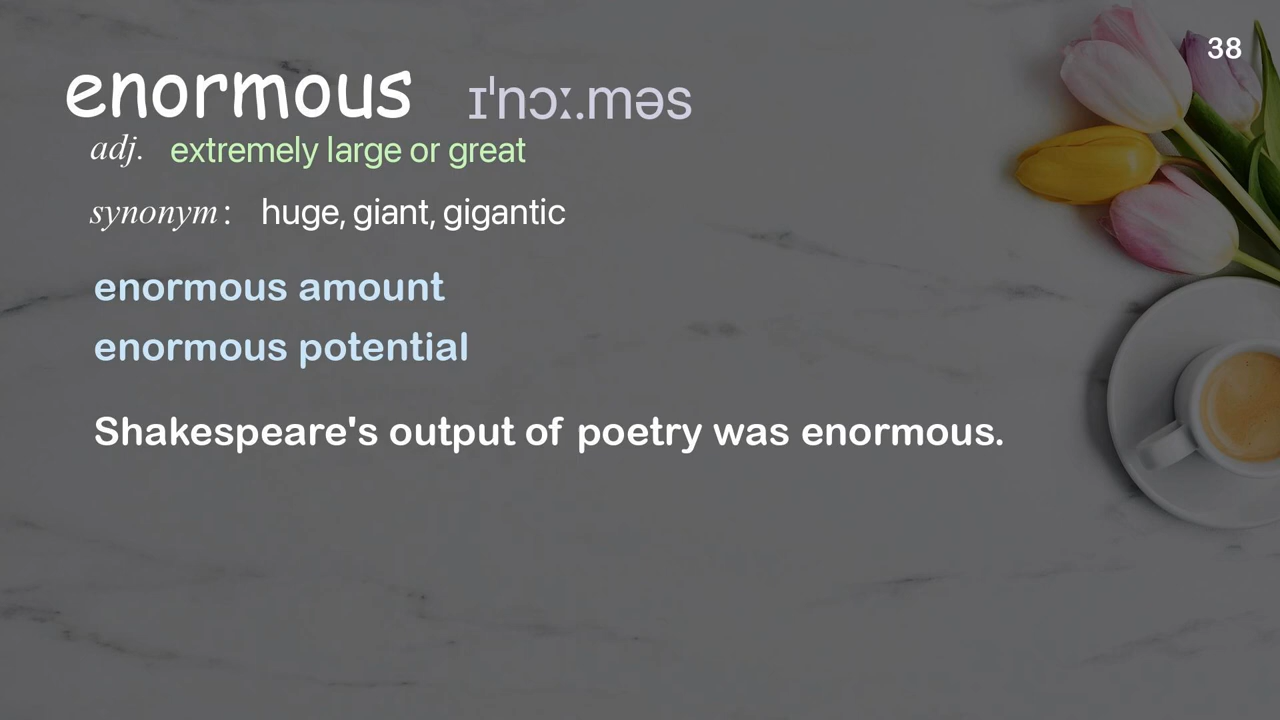 38
enormous ɪˈnɔː.məs
adj. extremely large or great
synonym: huge, giant, gigantic
enormous amount
enormous potential
Shakespeare's output of poetry was enormous.